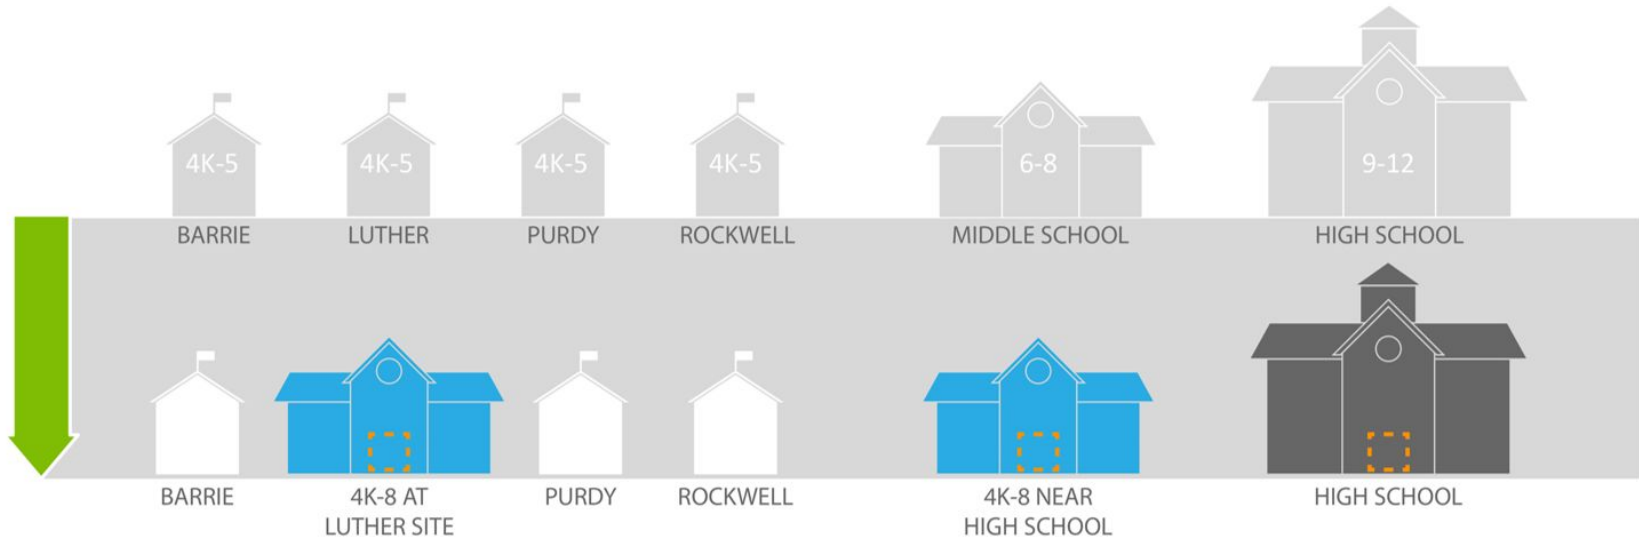 4K-5 4K-5 4K-5 4K-5 6-8 9-12
BARRIE LUTHER PURDY ROCKWELL MIDDLE SCHOOL HIGH SCHOOL
BARRIE 4K-8 AT PURDY ROCKWELL 4K-8 NEAR HIGH SCHOOL
LUTHER SITE HIGH SCHOOL